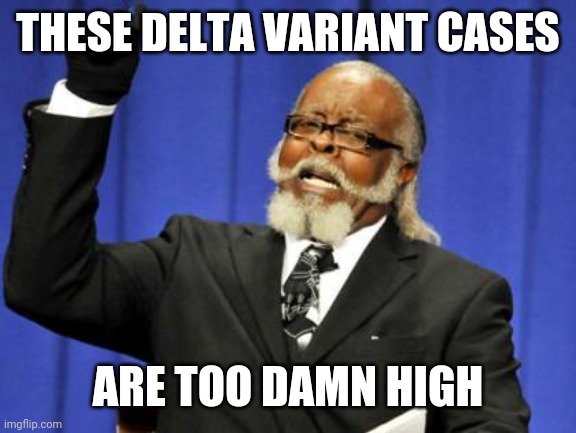 THESE DELTA VARIANT CASES
ARE TOO DAMN HIGH
imgflip.com